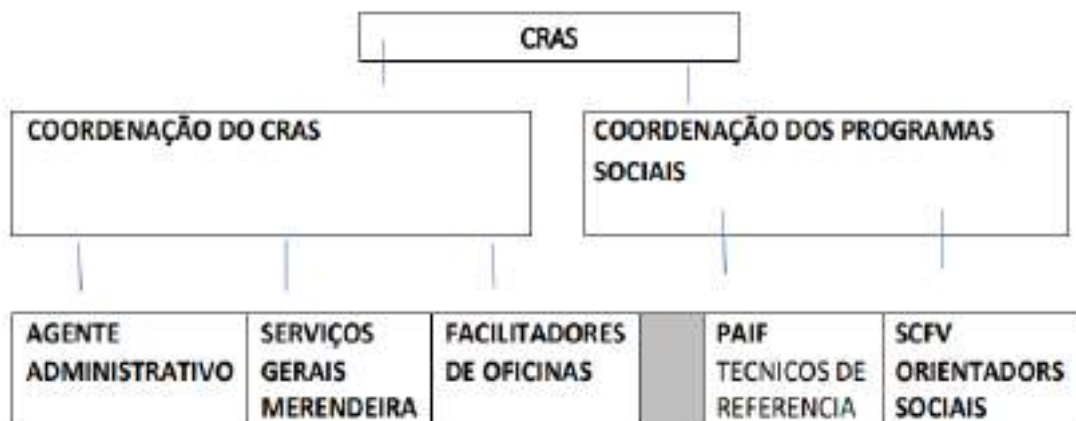 CRAS
COORDENAÇÃO DO CRAS
COORDENAÇÃO DOS PROGRAMAS
SOCIAIS
AGENTE
ADMINISTRATIVO
SERVIÇOS
GERAIS
MERENDEIRA
FACILITADORES
DE OFICINAS
PAIF
TECNICOS DE
REFERENCIA
SCFV
ORIENTADORS
SOCIAIS